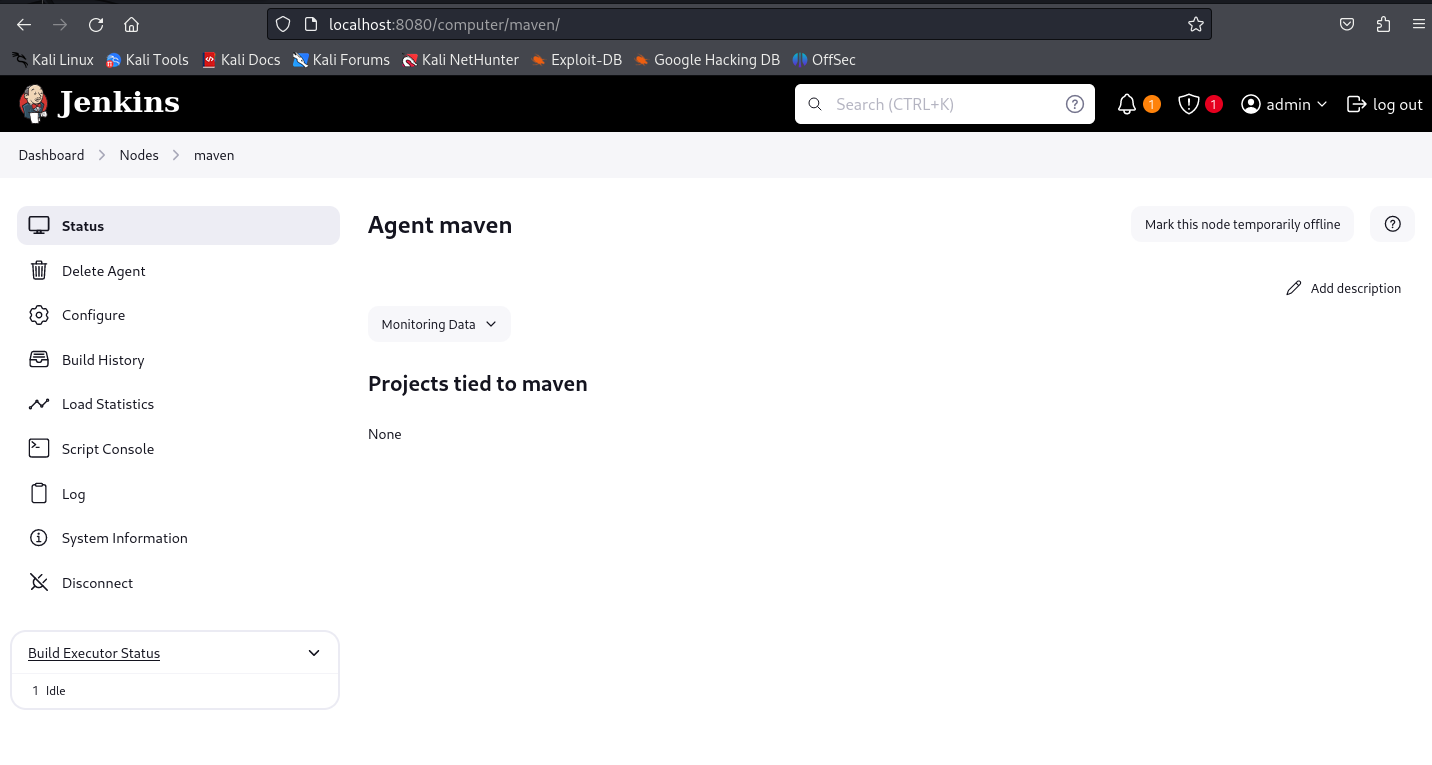 localhost:8080/computer/maven/
Kali Linux Kali Tools Kali Docs Kali Forums Kali NetHunter Exploit-DB Google Hacking DB OffSec
Jenkins Search (CTRL+K) 1 1 admin log out
Dashboard Nodes maven
Status
Delete Agent
Configure
Build History
Load Statistics
Script Console
Log
System Information
Disconnect
Build Executor Status
1 Idle
Agent maven
Mark this node temporarily offline
Add description
Monitoring Data
Projects tied to maven
None